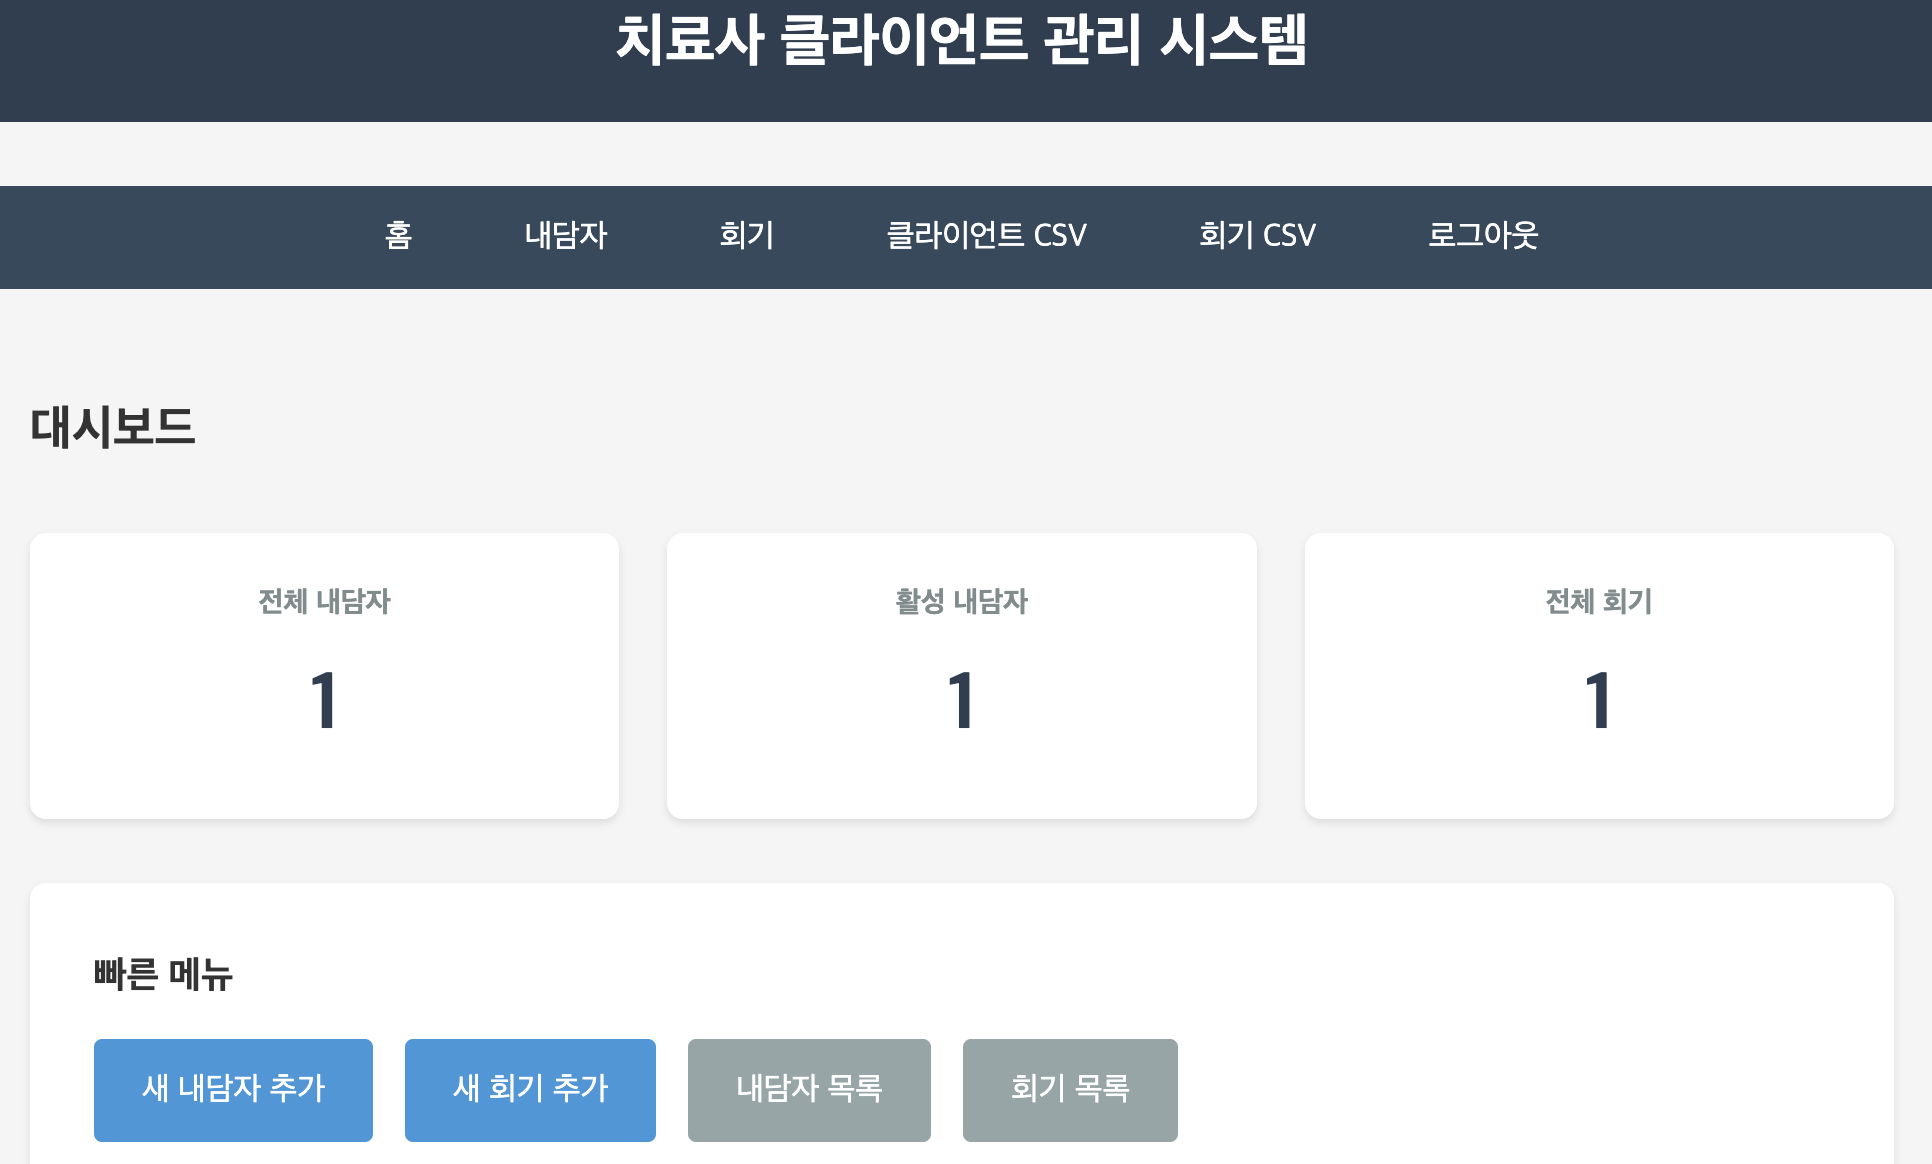 치료사 클라이언트 관리 시스템
홈 내담자 회기 클라이언트 CSV 회기 CSV 로그아웃
대시보드
전체 내담자 활성 내담자 전체 회기
1 1 1
빠른 메뉴
새 내담자 추가 새 회기 추가 내담자 목록 회기 목록